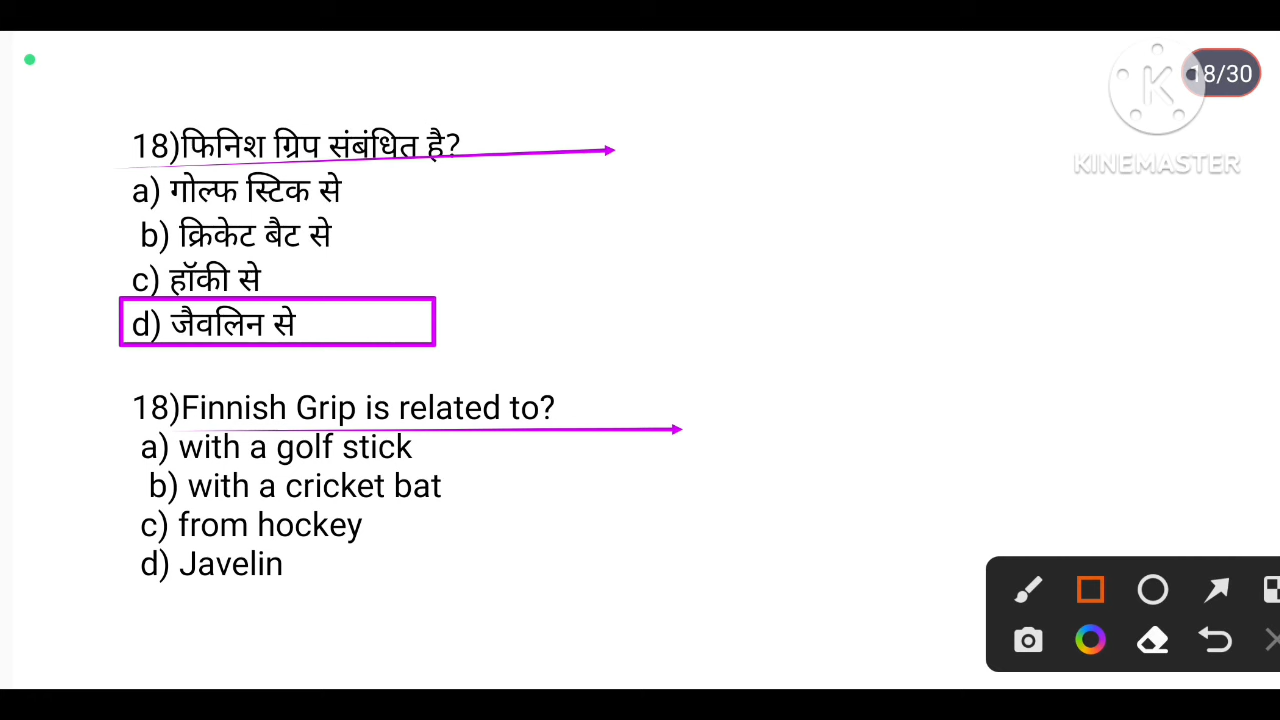 18/30
KINEMASTER
18)फिनिश ग्रिप संबंधित है?
a) गोल्फ स्टिक से
b) क्रिकेट बैट से
c) हॉकी से
d) जैवलिन से
18)Finnish Grip is related to?
a) with a golf stick
b) with a cricket bat
c) from hockey
d) Javelin